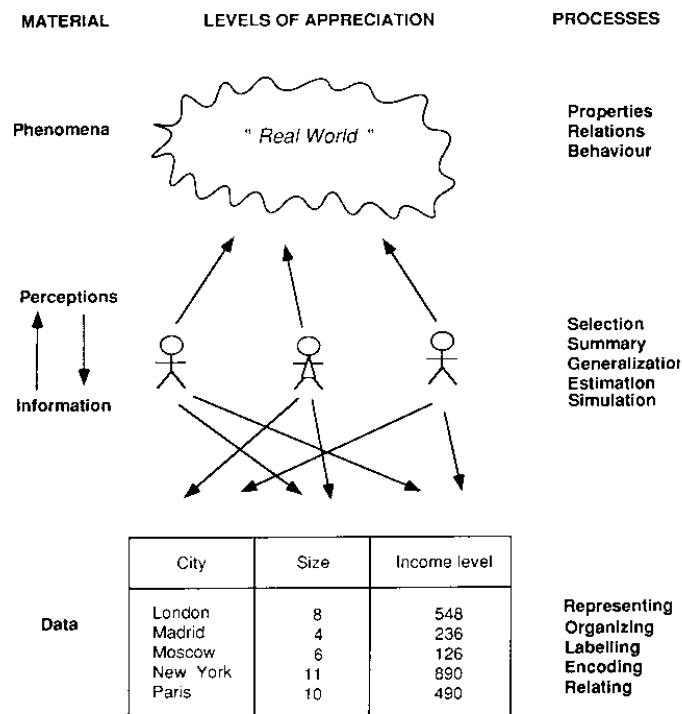 MATERIAL LEVELS OF APPRECIATION PROCESSES
Phenomena
" Real World "
Properties
Relations
Behaviour
Perceptions
Information
Selection
Summary
Generalization
Estimation
Simulation
Data
City Size Income level
London 8 548
Madrid 4 236
Moscow 6 126
New York 11 890
Paris 10 490
Representing
Organizing
Labelling
Encoding
Relating